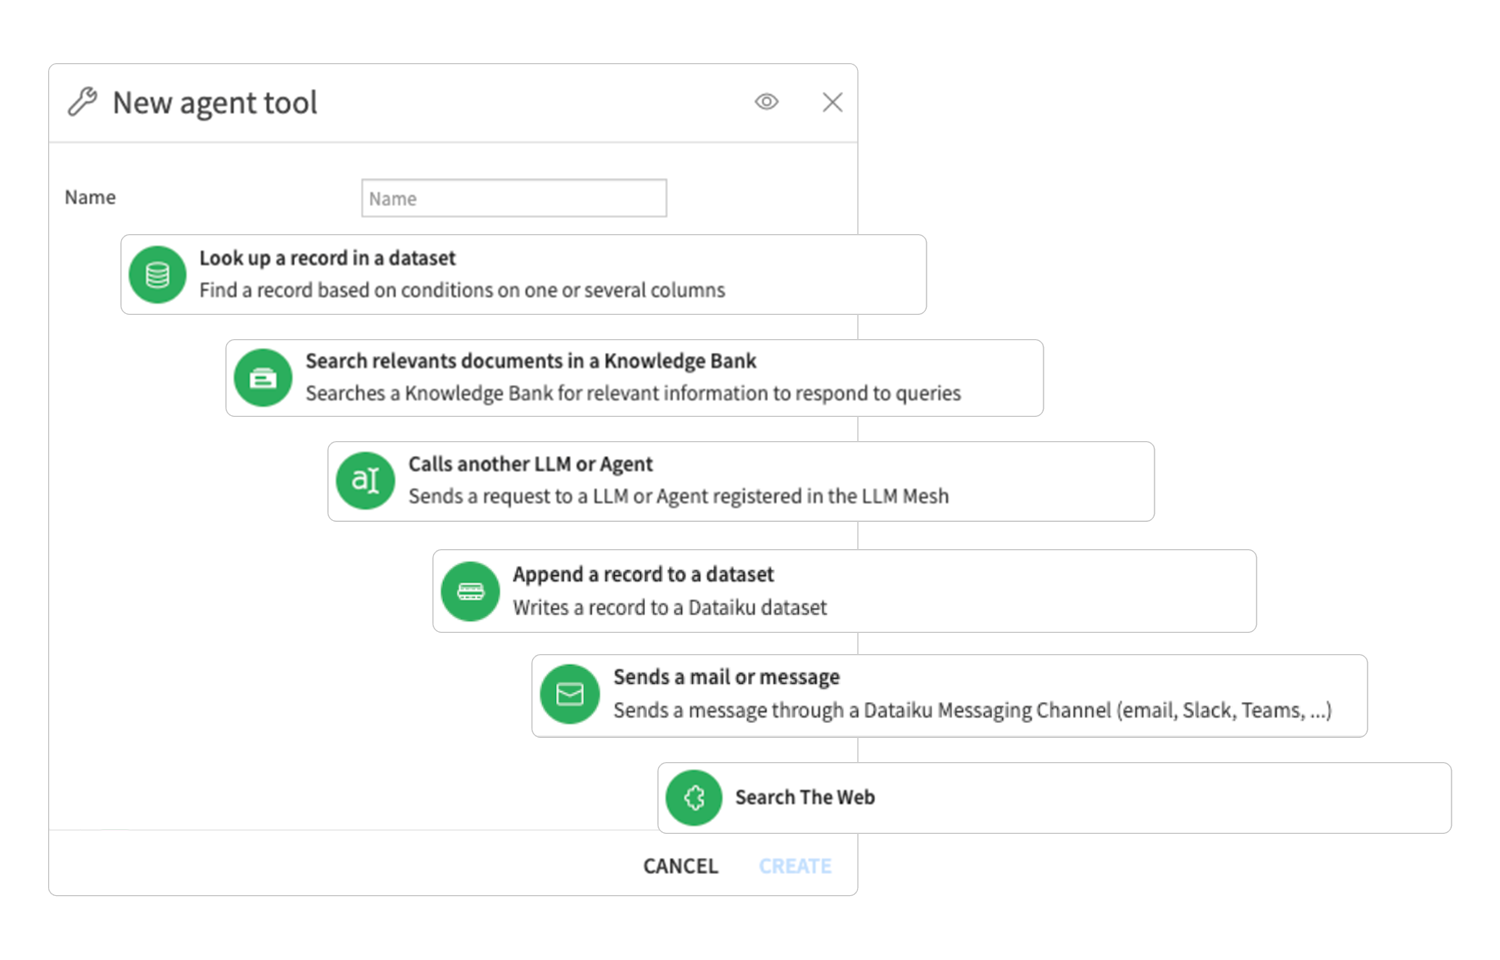 New agent tool
Name
Name
Look up a record in a dataset
Find a record based on conditions on one or several columns
Search relevants documents in a Knowledge Bank
Searches a Knowledge Bank for relevant information to respond to queries
aI
Calls another LLM or Agent
Sends a request to a LLM or Agent registered in the LLM Mesh
Append a record to a dataset
Writes a record to a Dataiku dataset
Sends a mail or message
Sends a message through a Dataiku Messaging Channel (email, Slack, Teams, ...)
Search The Web
CANCEL
CREATE